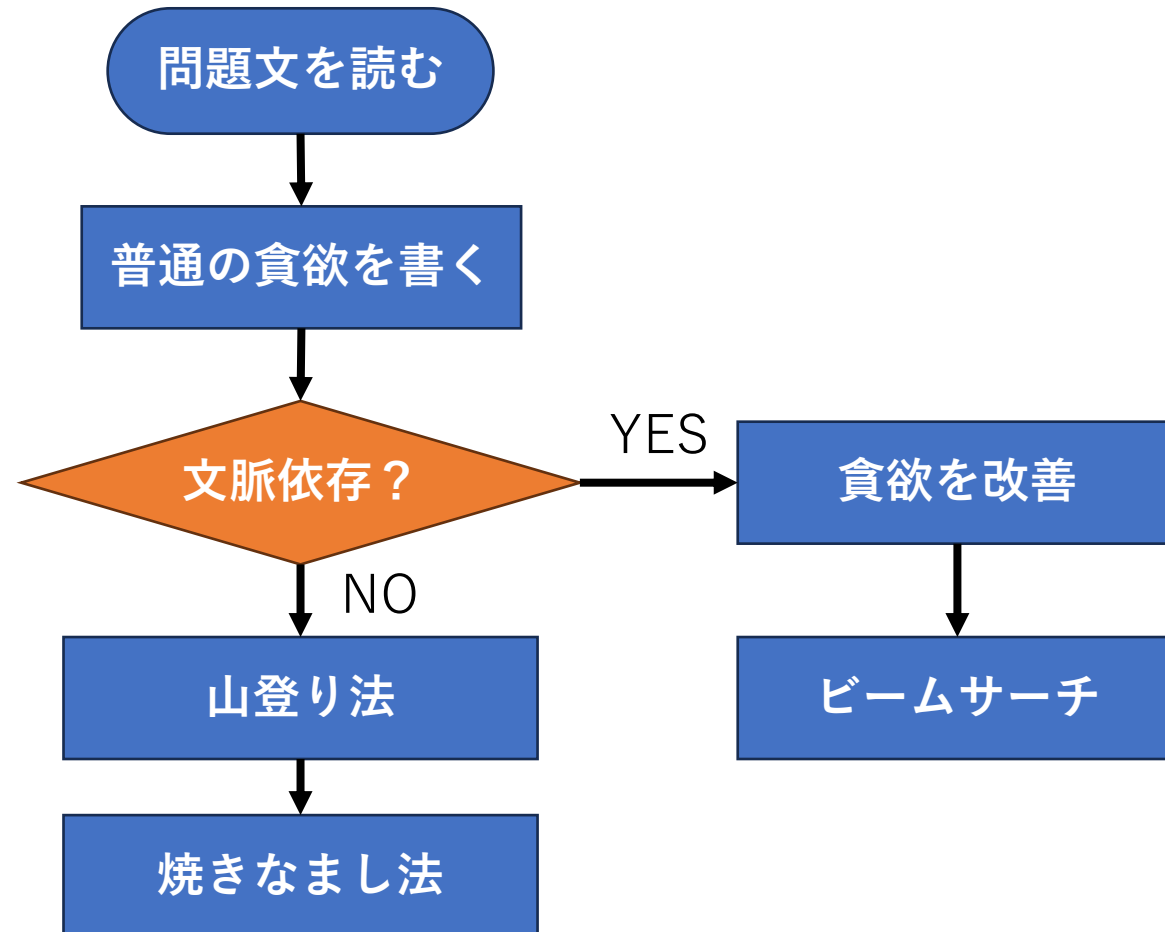 問題文を読む
普通の貪欲を書く
文脈依存？
YES
貪欲を改善
NO
山登り法
ビームサーチ
焼きなまし法